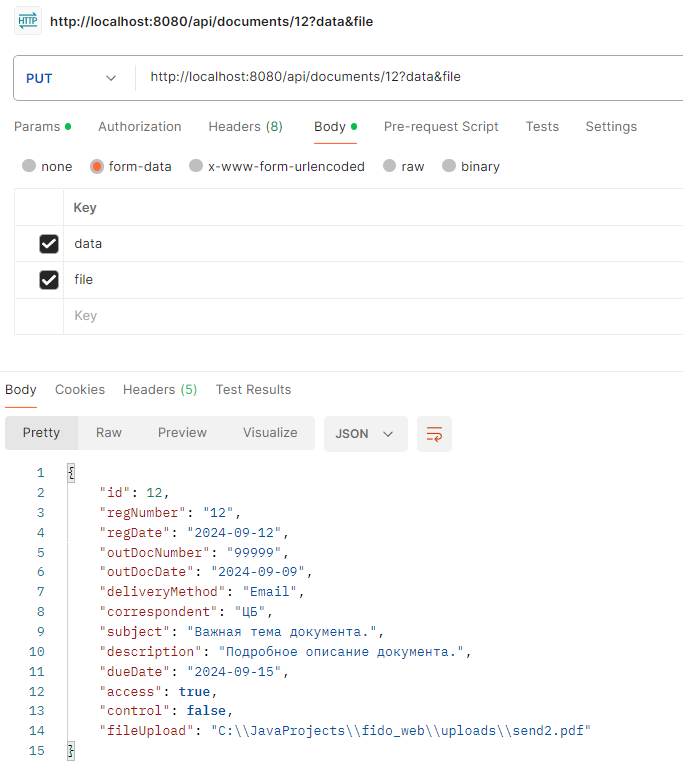 HTTP http://localhost:8080/api/documents/12?data&file
PUT http://localhost:8080/api/documents/12?data&file
Params Authorization Headers (8) Body Pre-request Script Tests Settings
none form-data x-www-form-urlencoded raw binary
Key
data
file
Key
Body Cookies Headers (5) Test Results
Pretty Raw Preview Visualize JSON
1 {
2 "id": 12,
3 "regNumber": "12",
4 "regDate": "2024-09-12",
5 "outDocNumber": "99999",
6 "outDocDate": "2024-09-09",
7 "deliveryMethod": "Email",
8 "correspondent": "ЦБ",
9 "subject": "Важная тема документа.",
10 "description": "Подробное описание документа.",
11 "dueDate": "2024-09-15",
12 "access": true,
13 "control": false,
14 "fileUpload": "C:\\JavaProjects\\fido_web\\uploads\\send2.pdf"
15 }